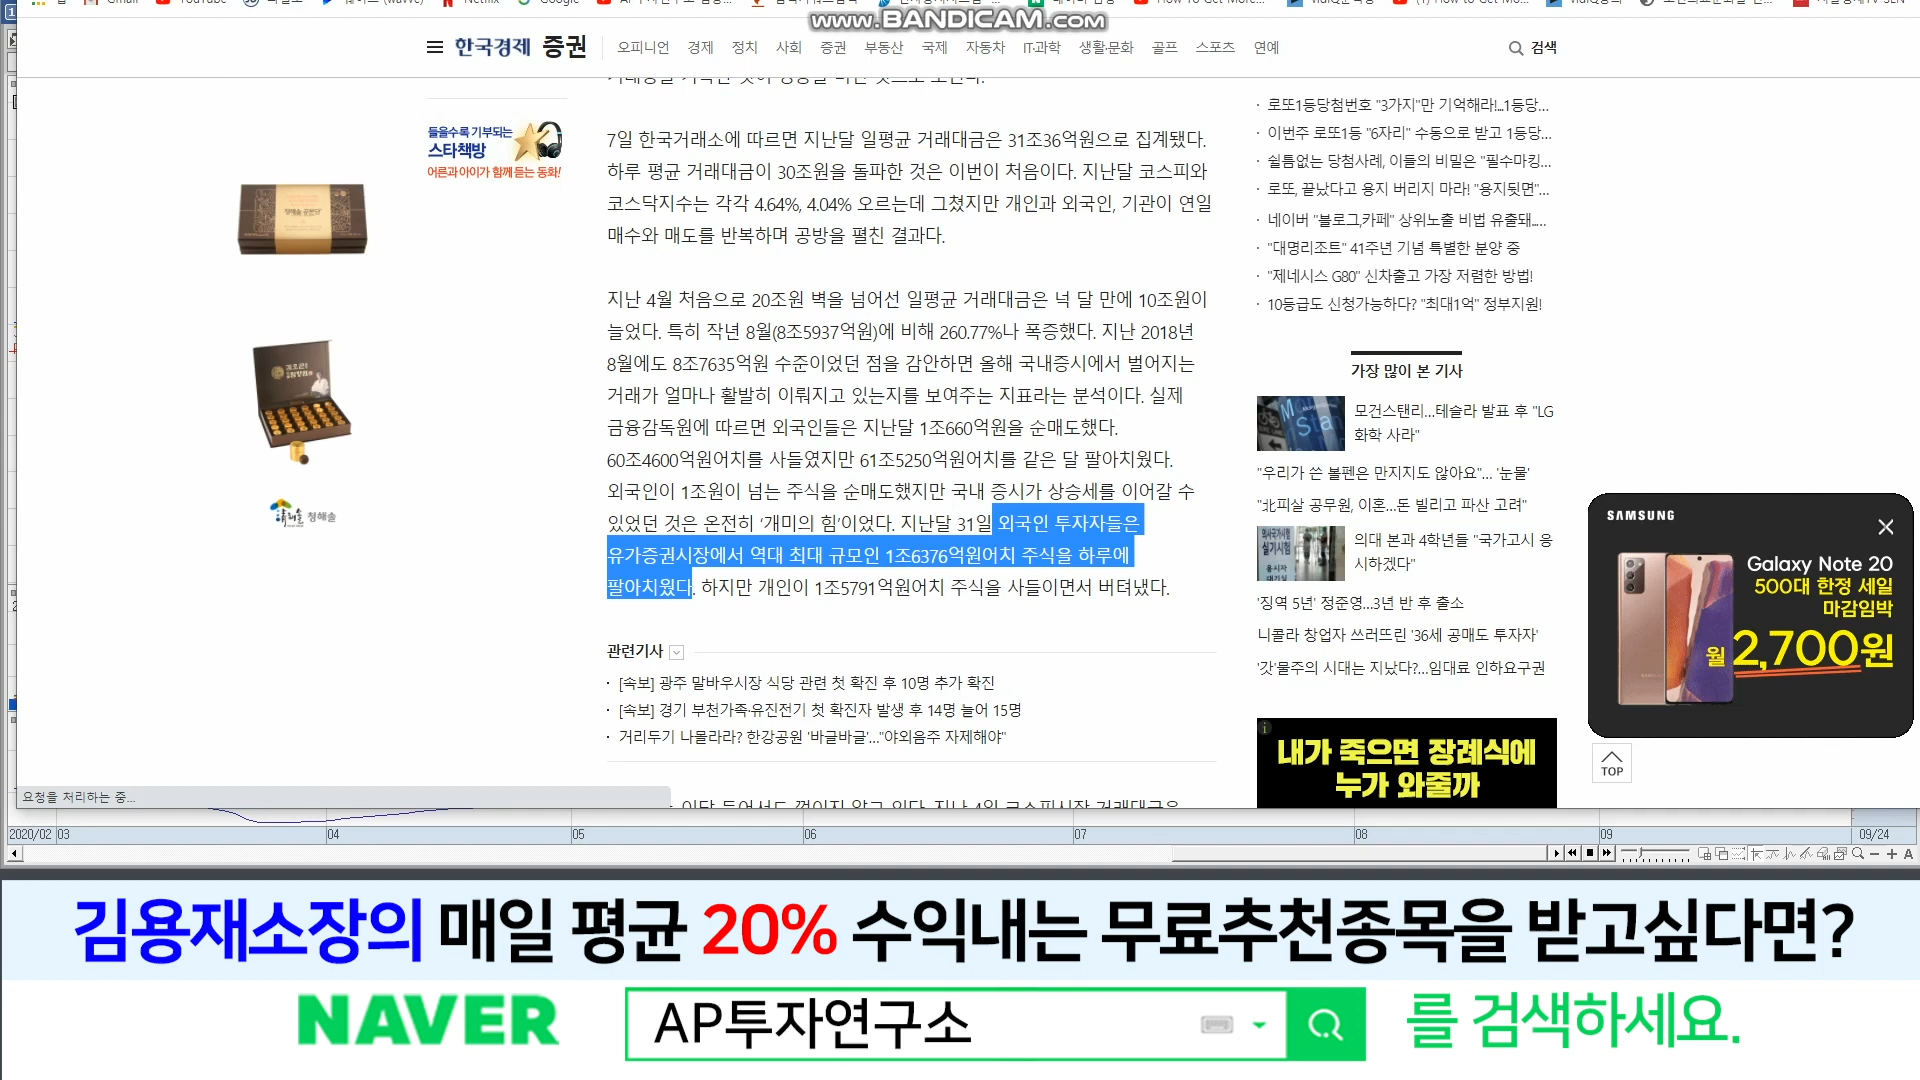 www.BANDICAM.com
한국경제 증권 오피니언 경제 정치 사회 증권 부동산 국제 자동차 IT·과학 생활·문화 골프 스포츠 연예 검색
들을수록 기부되는
스타책방
어른과 아이가 함께 듣는 동화!
청해솔
7일 한국거래소에 따르면 지난달 일평균 거래대금은 31조36억원으로 집계됐다.
하루 평균 거래대금이 30조원을 돌파한 것은 이번이 처음이다. 지난달 코스피와
코스닥지수는 각각 4.64%, 4.04% 오르는데 그쳤지만 개인과 외국인, 기관이 연일
매수와 매도를 반복하며 공방을 펼친 결과다.
지난 4월 처음으로 20조원 벽을 넘어선 일평균 거래대금은 넉 달 만에 10조원이
늘었다. 특히 작년 8월(8조5937억원)에 비해 260.77%나 폭증했다. 지난 2018년
8월에도 8조7635억원 수준이었던 점을 감안하면 올해 국내증시에서 벌어지는
거래가 얼마나 활발히 이뤄지고 있는지를 보여주는 지표라는 분석이다. 실제
금융감독원에 따르면 외국인들은 지난달 1조660억원을 순매도했다.
60조4600억원어치를 사들였지만 61조5250억원어치를 같은 달 팔아치웠다.
외국인이 1조원이 넘는 주식을 순매도했지만 국내 증시가 상승세를 이어갈 수
있었던 것은 온전히 ‘개미의 힘’이었다. 지난달 31일 외국인 투자자들은
유가증권시장에서 역대 최대 규모인 1조6376억원어치 주식을 하루에
팔아치웠다. 하지만 개인이 1조5791억원어치 주식을 사들이면서 버텨냈다.
관련기사
· [속보] 광주 말바우시장 식당 관련 첫 확진 후 10명 추가 확진
· [속보] 경기 부천가족·유진전기 첫 확진자 발생 후 14명 늘어 15명
· 거리두기 나몰라라? 한강공원 '바글바글'…"야외음주 자제해야"
· 로또1등당첨번호 "3가지"만 기억해라!...1등당...
· 이번주 로또1등 "6자리" 수동으로 받고 1등당...
· 쉴틈없는 당첨사례, 이들의 비밀은 "필수마킹...
· 로또, 끝났다고 용지 버리지 마라! "용지뒷면"...
· 네이버 "블로그,카페" 상위노출 비법 유출돼.....
· "대명리조트" 41주년 기념 특별한 분양 중
· "제네시스 G80" 신차출고 가장 저렴한 방법!
· 10등급도 신청가능하다? "최대1억" 정부지원!
가장 많이 본 기사
모건스탠리…테슬라 발표 후 "LG
화학 사라"
"우리가 쓴 볼펜은 만지지도 않아요"… '눈물'
"北피살 공무원, 이혼…돈 빌리고 파산 고려"
의대 본과 4학년들 "국가고시 응
시하겠다"
'징역 5년' 정준영…3년 반 후 출소
니콜라 창업자 쓰러뜨린 '36세 공매도 투자자'
'갓'물주의 시대는 지났다?…임대료 인하요구권
내가 죽으면 장례식에
누가 와줄까
SAMSUNG
Galaxy Note 20
500대 한정 세일
마감임박
월 2,700원
TOP
요청을 처리하는 중...
2020/02 03 04 05 06 07 08 09 09/24
김용재소장의 매일 평균 20% 수익내는 무료추천종목을 받고싶다면?
NAVER AP투자연구소 를 검색하세요.